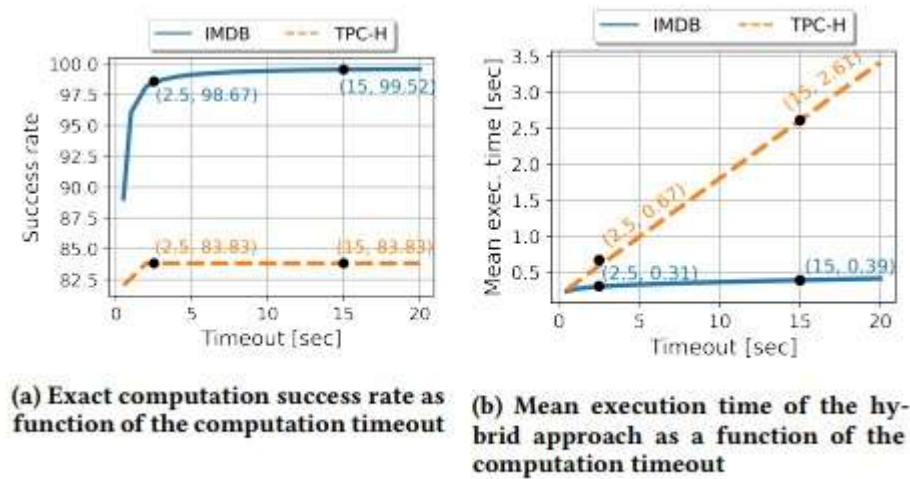 IMDB TPC-H
100.0
97.5
95.0
92.5
90.0
87.5
85.0
82.5
Success rate
(2.5, 98.67)
(15, 99.52)
(2.5, 83.83)
(15, 83.83)
0 5 10 15 20
Timeout [sec]
(a) Exact computation success rate as
function of the computation timeout
IMDB TPC-H
3.5
3.0
2.5
2.0
1.5
1.0
0.5
Mean exec. time [sec]
(15, 2.61)
(2.5, 0.67)
(2.5, 0.31)
(15, 0.39)
0 5 10 15 20
Timeout [sec]
(b) Mean execution time of the hy-
brid approach as a function of the
computation timeout